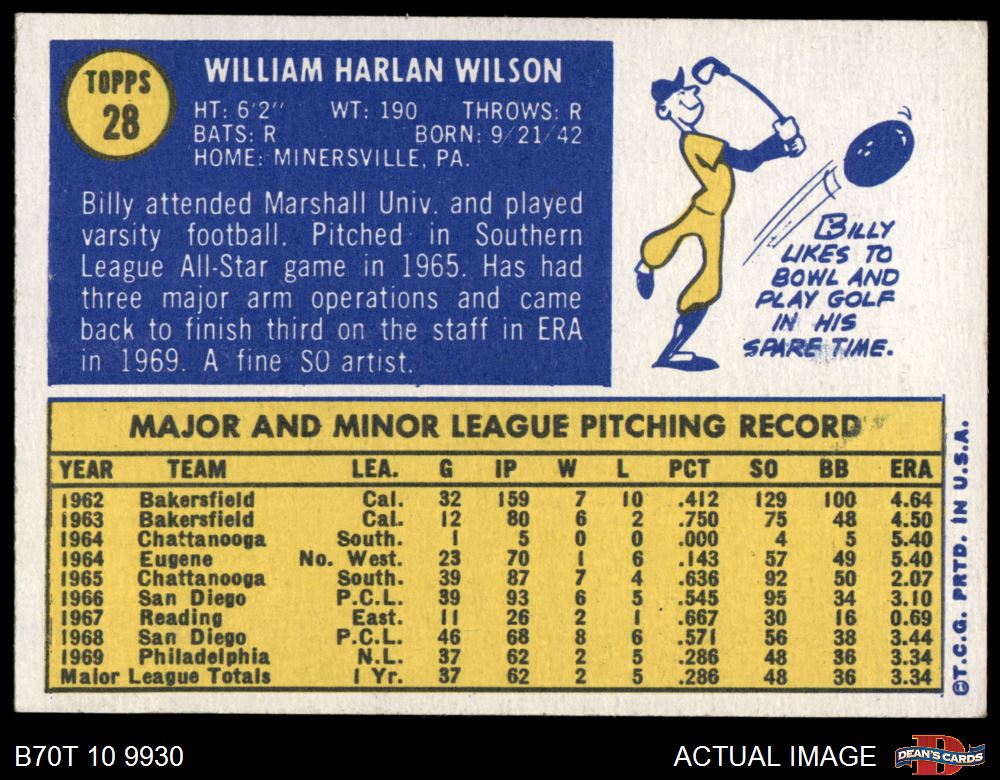 TOPPS
28
WILLIAM HARLAN WILSON
HT: 6'2" WT: 190 THROWS: R
BATS: R BORN: 9/21/42
HOME: MINERSVILLE, PA.
Billy attended Marshall Univ. and played
varsity football. Pitched in Southern
League All-Star game in 1965. Has had
three major arm operations and came
back to finish third on the staff in ERA
in 1969. A fine SO artist.
BILLY
LIKES TO
BOWL AND
PLAY GOLF
IN HIS
SPARE TIME.
MAJOR AND MINOR LEAGUE PITCHING RECORD
YEAR TEAM LEA. G IP W L PCT SO BB ERA
1962 Bakersfield Cal. 32 159 7 10 .412 129 100 4.64
1963 Bakersfield Cal. 12 80 6 2 .750 75 48 4.50
1964 Chattanooga South. 1 5 0 0 .000 4 5 5.40
1964 Eugene No. West. 23 70 1 6 .143 57 49 5.40
1965 Chattanooga South. 39 87 7 4 .636 92 50 2.07
1966 San Diego P.C.L. 39 93 6 5 .545 95 34 3.10
1967 Reading East. 11 26 2 1 .667 30 16 0.69
1968 San Diego P.C.L. 46 68 8 6 .571 56 38 3.44
1969 Philadelphia N.L. 37 62 2 5 .286 48 36 3.34
Major League Totals 1 Yr. 37 62 2 5 .286 48 36 3.34
©T.C.G. PRTD. IN U.S.A.
B70T 10 9930
ACTUAL IMAGE
D
DEAN'S CARDS